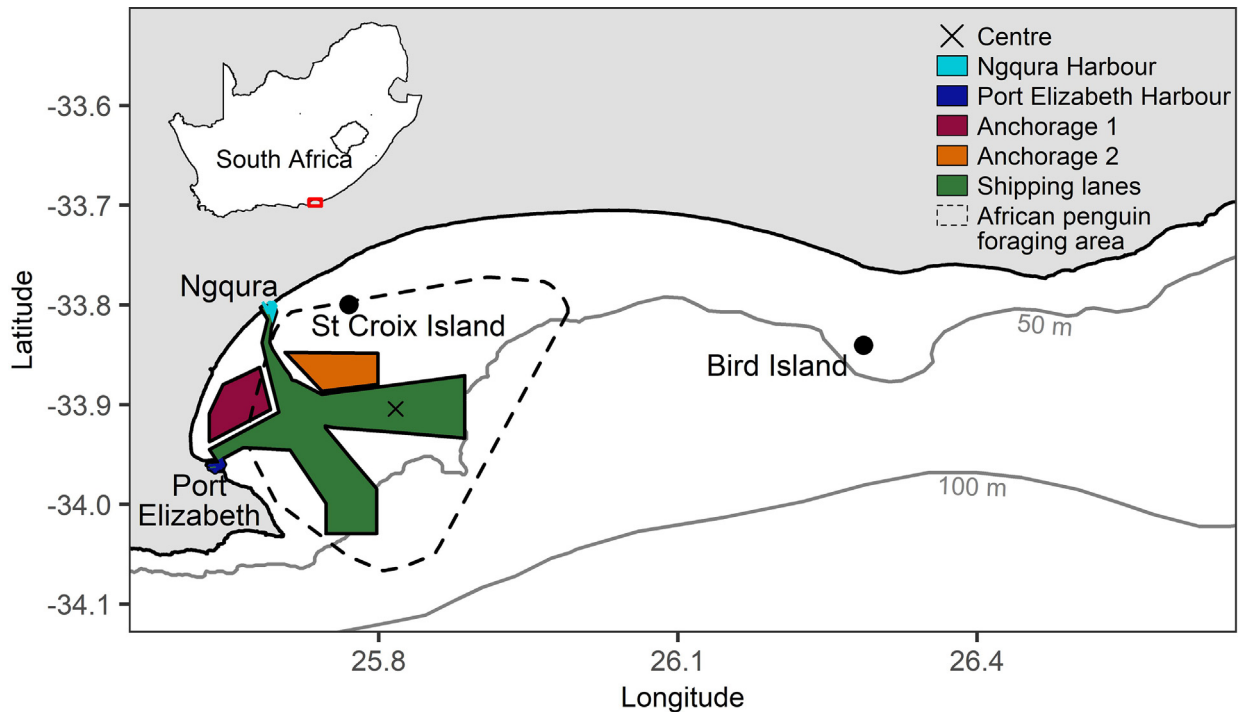 Centre
Ngqura Harbour
Port Elizabeth Harbour
Anchorage 1
Anchorage 2
Shipping lanes
African penguin
foraging area
South Africa
-33.6
-33.7
-33.8
-33.9
-34.0
-34.1
Latitude
Ngqura
St Croix Island
Bird Island
50 m
100 m
Port
Elizabeth
25.8
26.1
26.4
Longitude